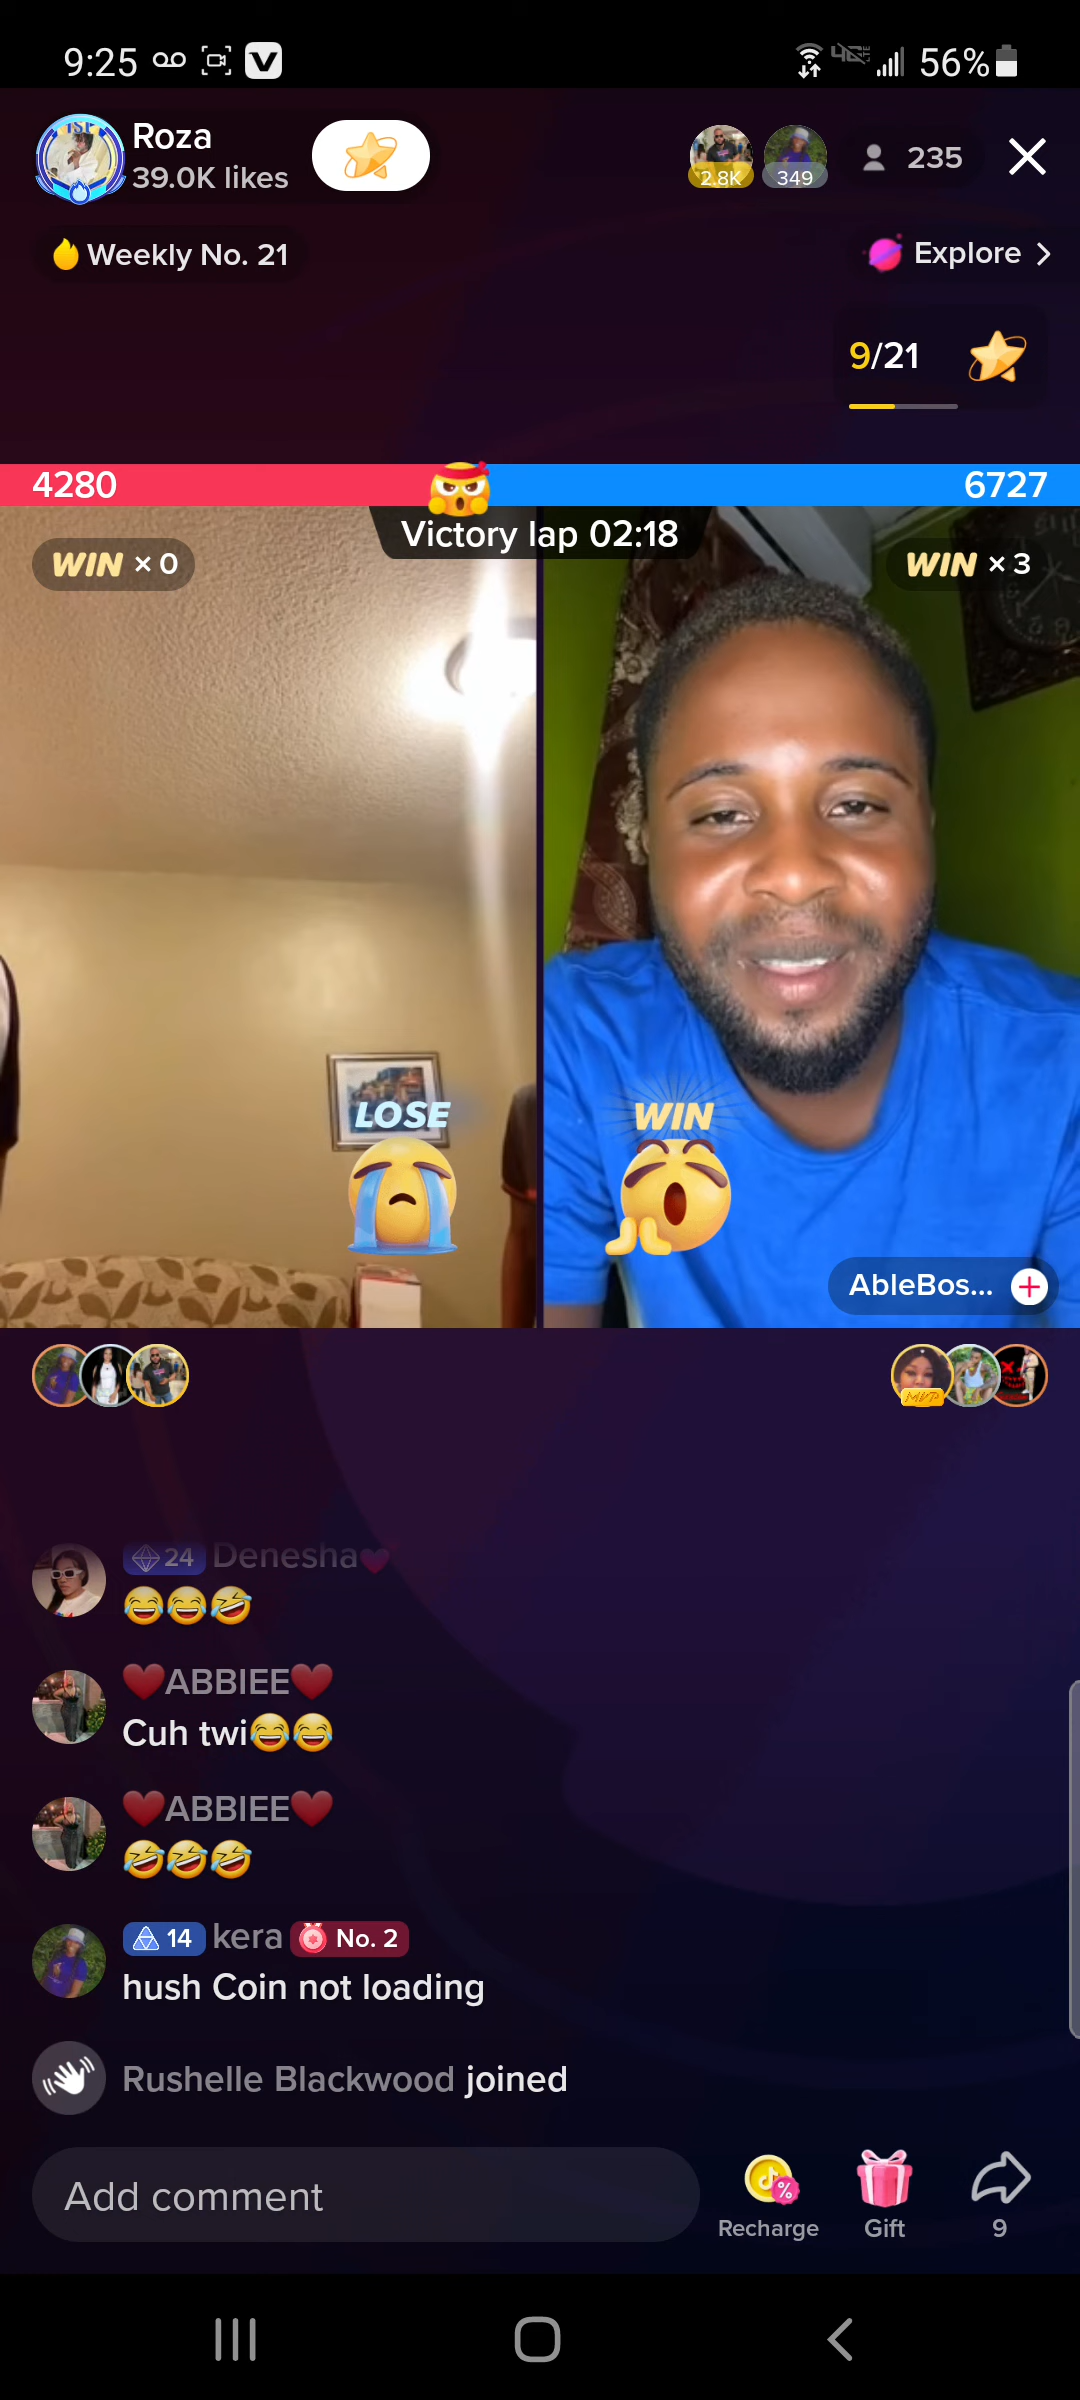 9:25
56%
Roza
39.0K likes
2.8K
349
235
Weekly No. 21
Explore
9/21
4280
6727
Victory lap 02:18
WIN × 0
WIN × 3
LOSE
WIN
AbleBos...
MVP
24 Denesha
😂😂🤣
❤️ABBIEE❤️
Cuh twi😂😂
❤️ABBIEE❤️
🤣🤣🤣
14 kera No. 2
hush Coin not loading
Rushelle Blackwood joined
Add comment
Recharge
Gift
9